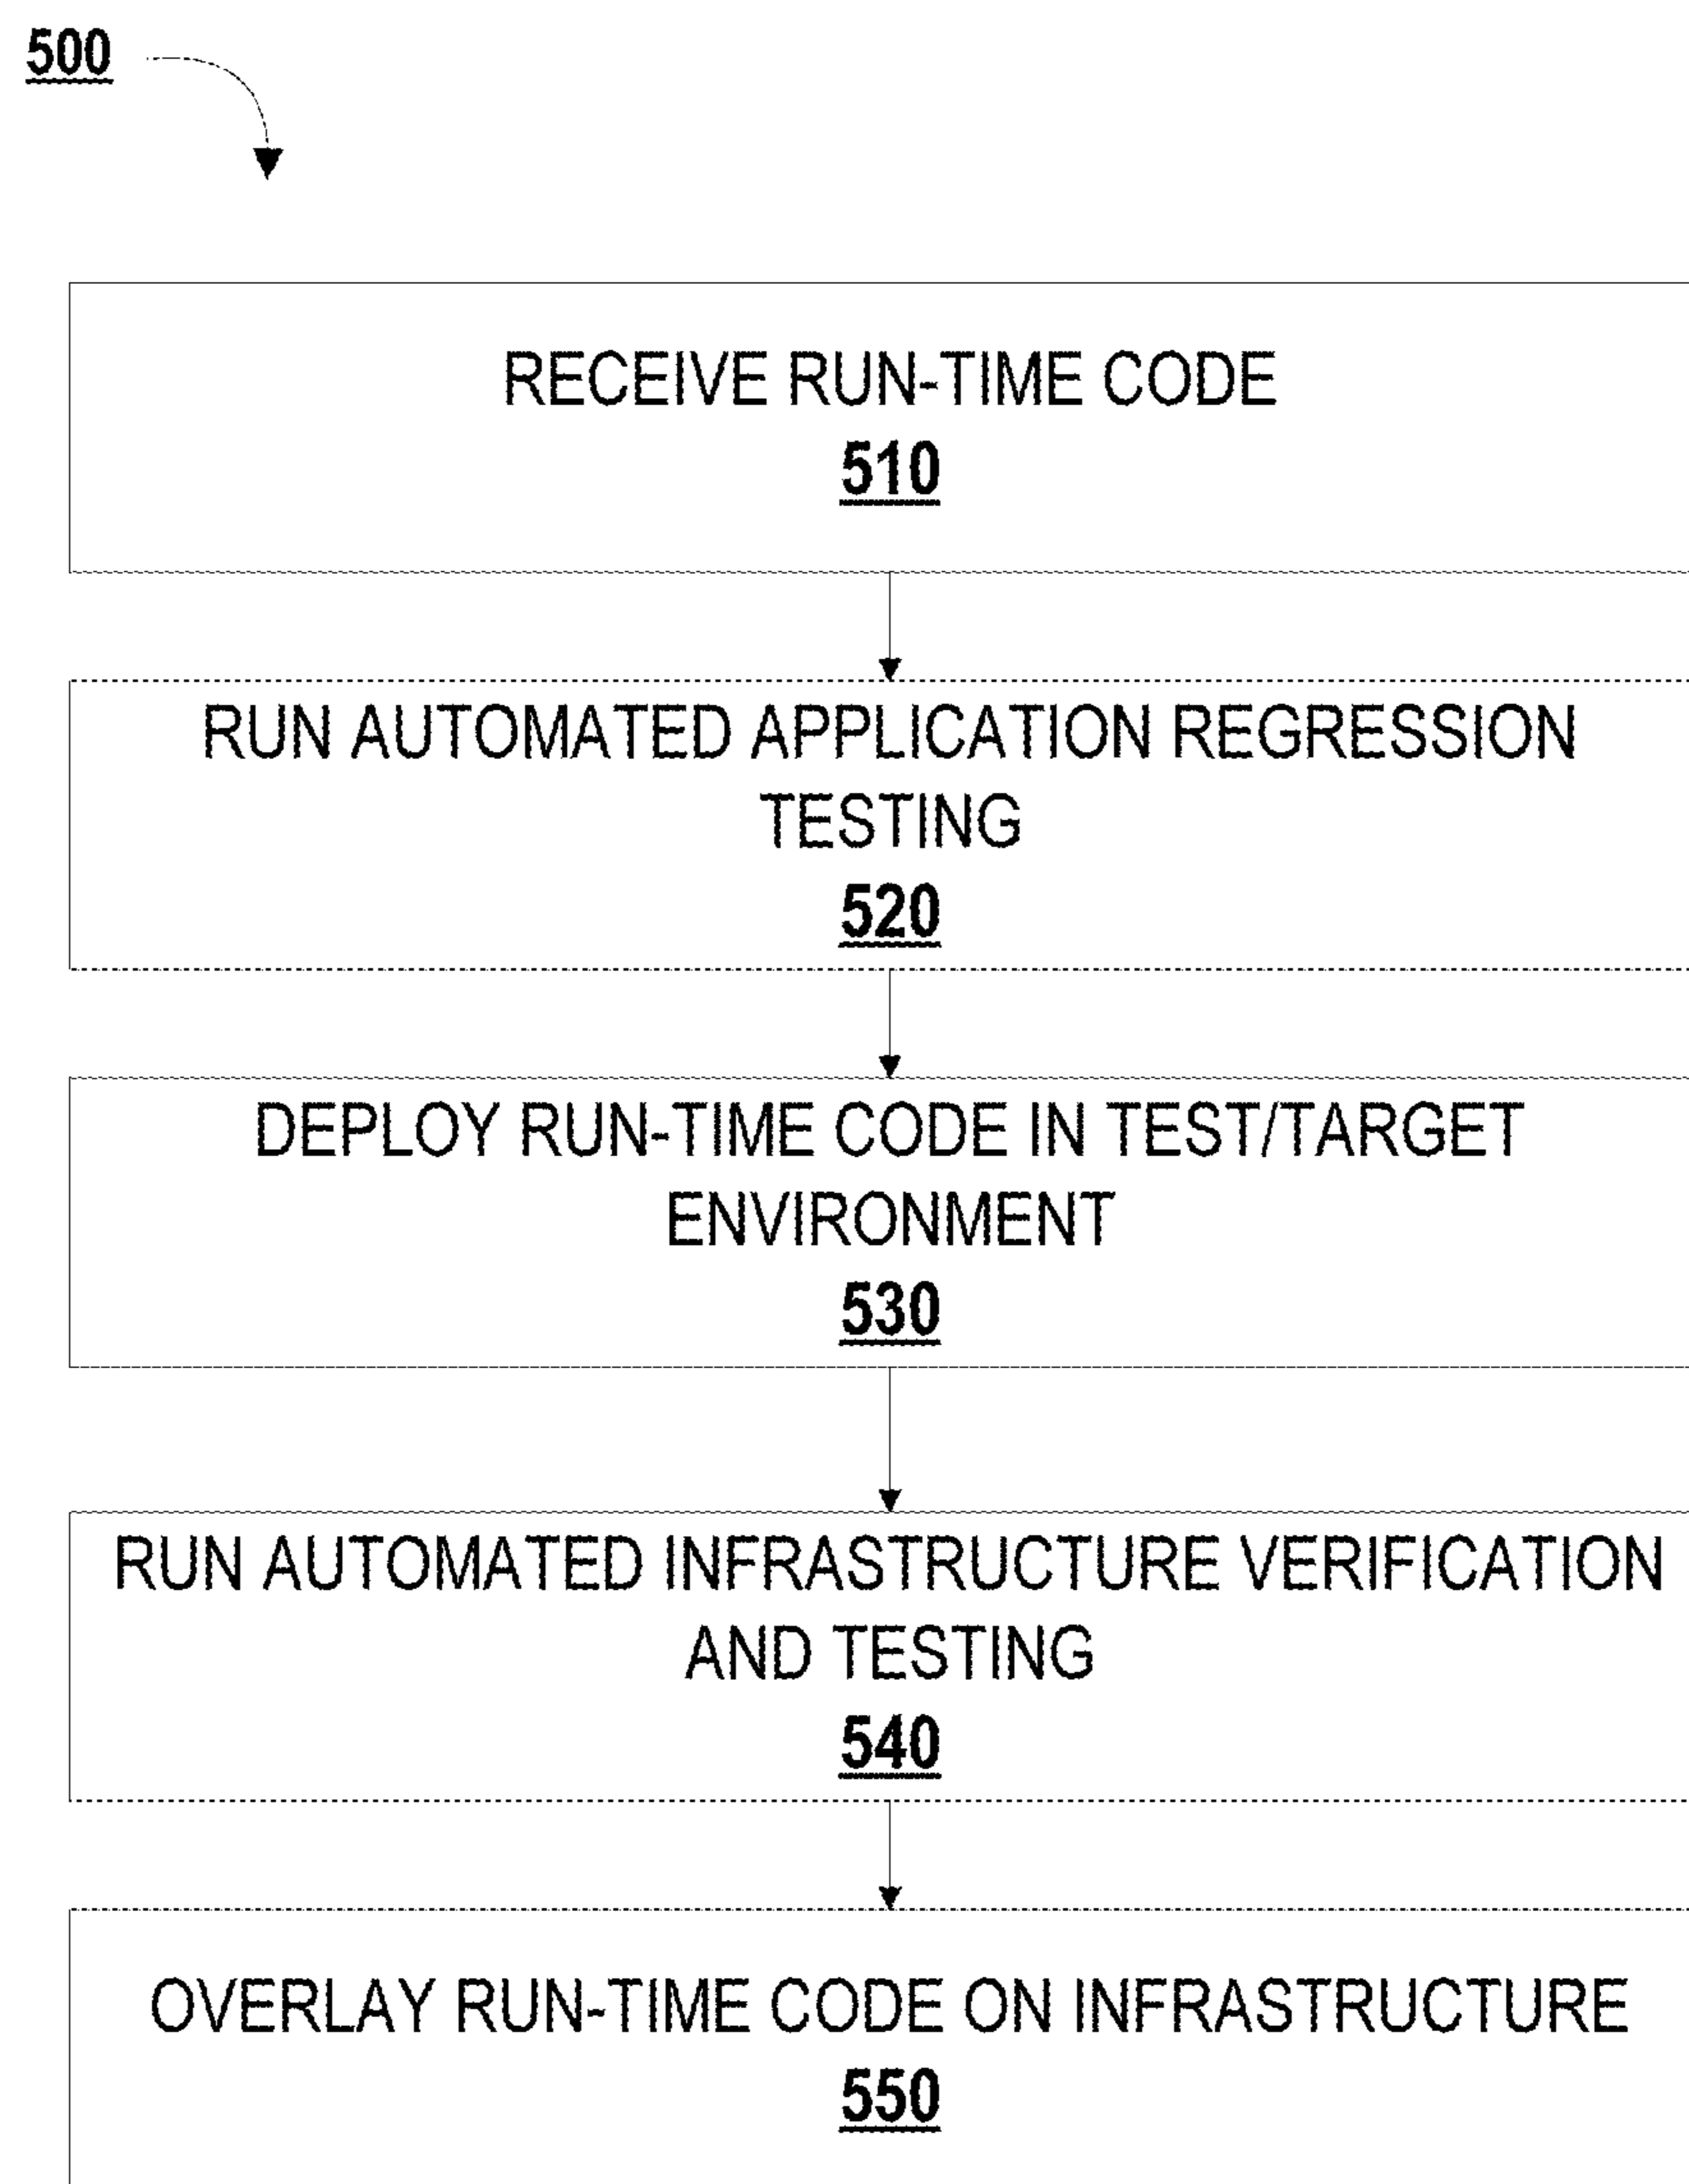 500
RECEIVE RUN-TIME CODE
510
RUN AUTOMATED APPLICATION REGRESSION
TESTING
520
DEPLOY RUN-TIME CODE IN TEST/TARGET
ENVIRONMENT
530
RUN AUTOMATED INFRASTRUCTURE VERIFICATION
AND TESTING
540
OVERLAY RUN-TIME CODE ON INFRASTRUCTURE
550